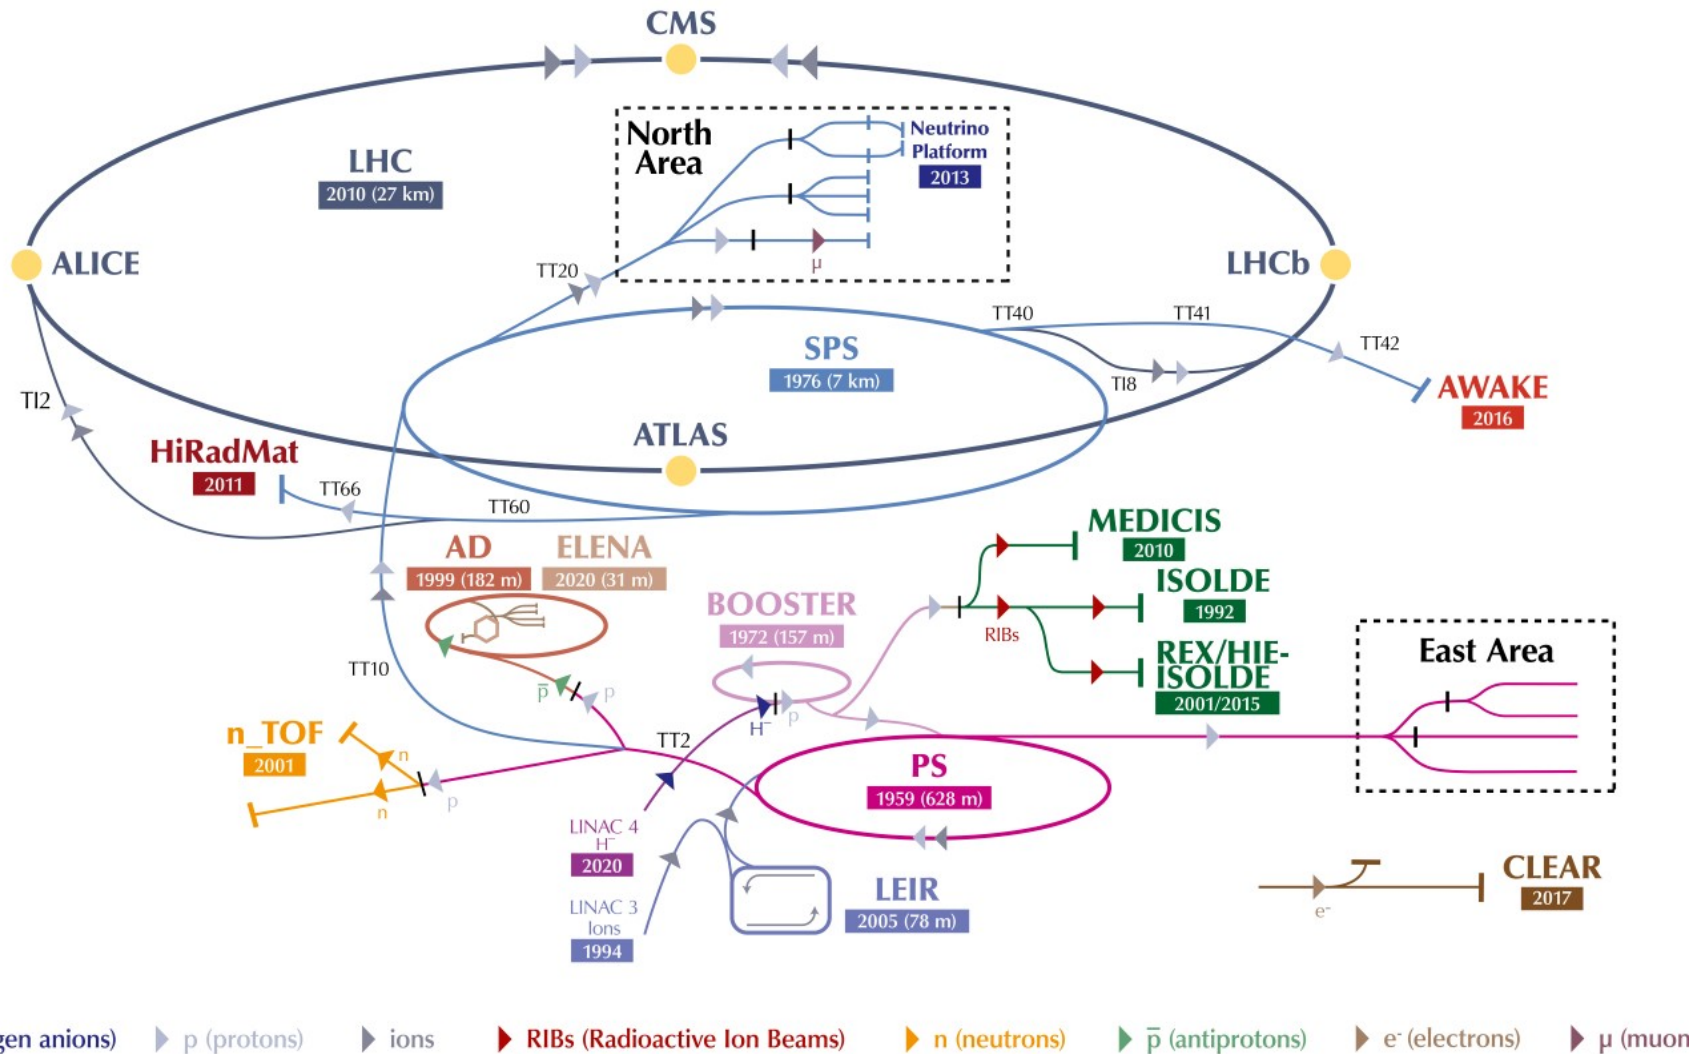 CMS
North
Area
Neutrino
Platform
2013
LHC
2010 (27 km)
μ
ALICE
LHCb
TT20
TT40
TT41
TT42
SPS
1976 (7 km)
TI8
TI2
AWAKE
2016
ATLAS
HiRadMat
2011
TT66
TT60
AD
1999 (182 m)
ELENA
2020 (31 m)
MEDICIS
2010
ISOLDE
1992
RIBs
REX/HIE-
ISOLDE
2001/2015
BOOSTER
1972 (157 m)
East Area
TT10
p̅
p
H⁻
p
n_TOF
2001
n
n
p
TT2
PS
1959 (628 m)
LINAC 4
H⁻
2020
LINAC 3
Ions
1994
LEIR
2005 (78 m)
CLEAR
2017
e⁻
gen anions)
p (protons)
ions
RIBs (Radioactive Ion Beams)
n (neutrons)
p̅ (antiprotons)
e⁻ (electrons)
μ (muon